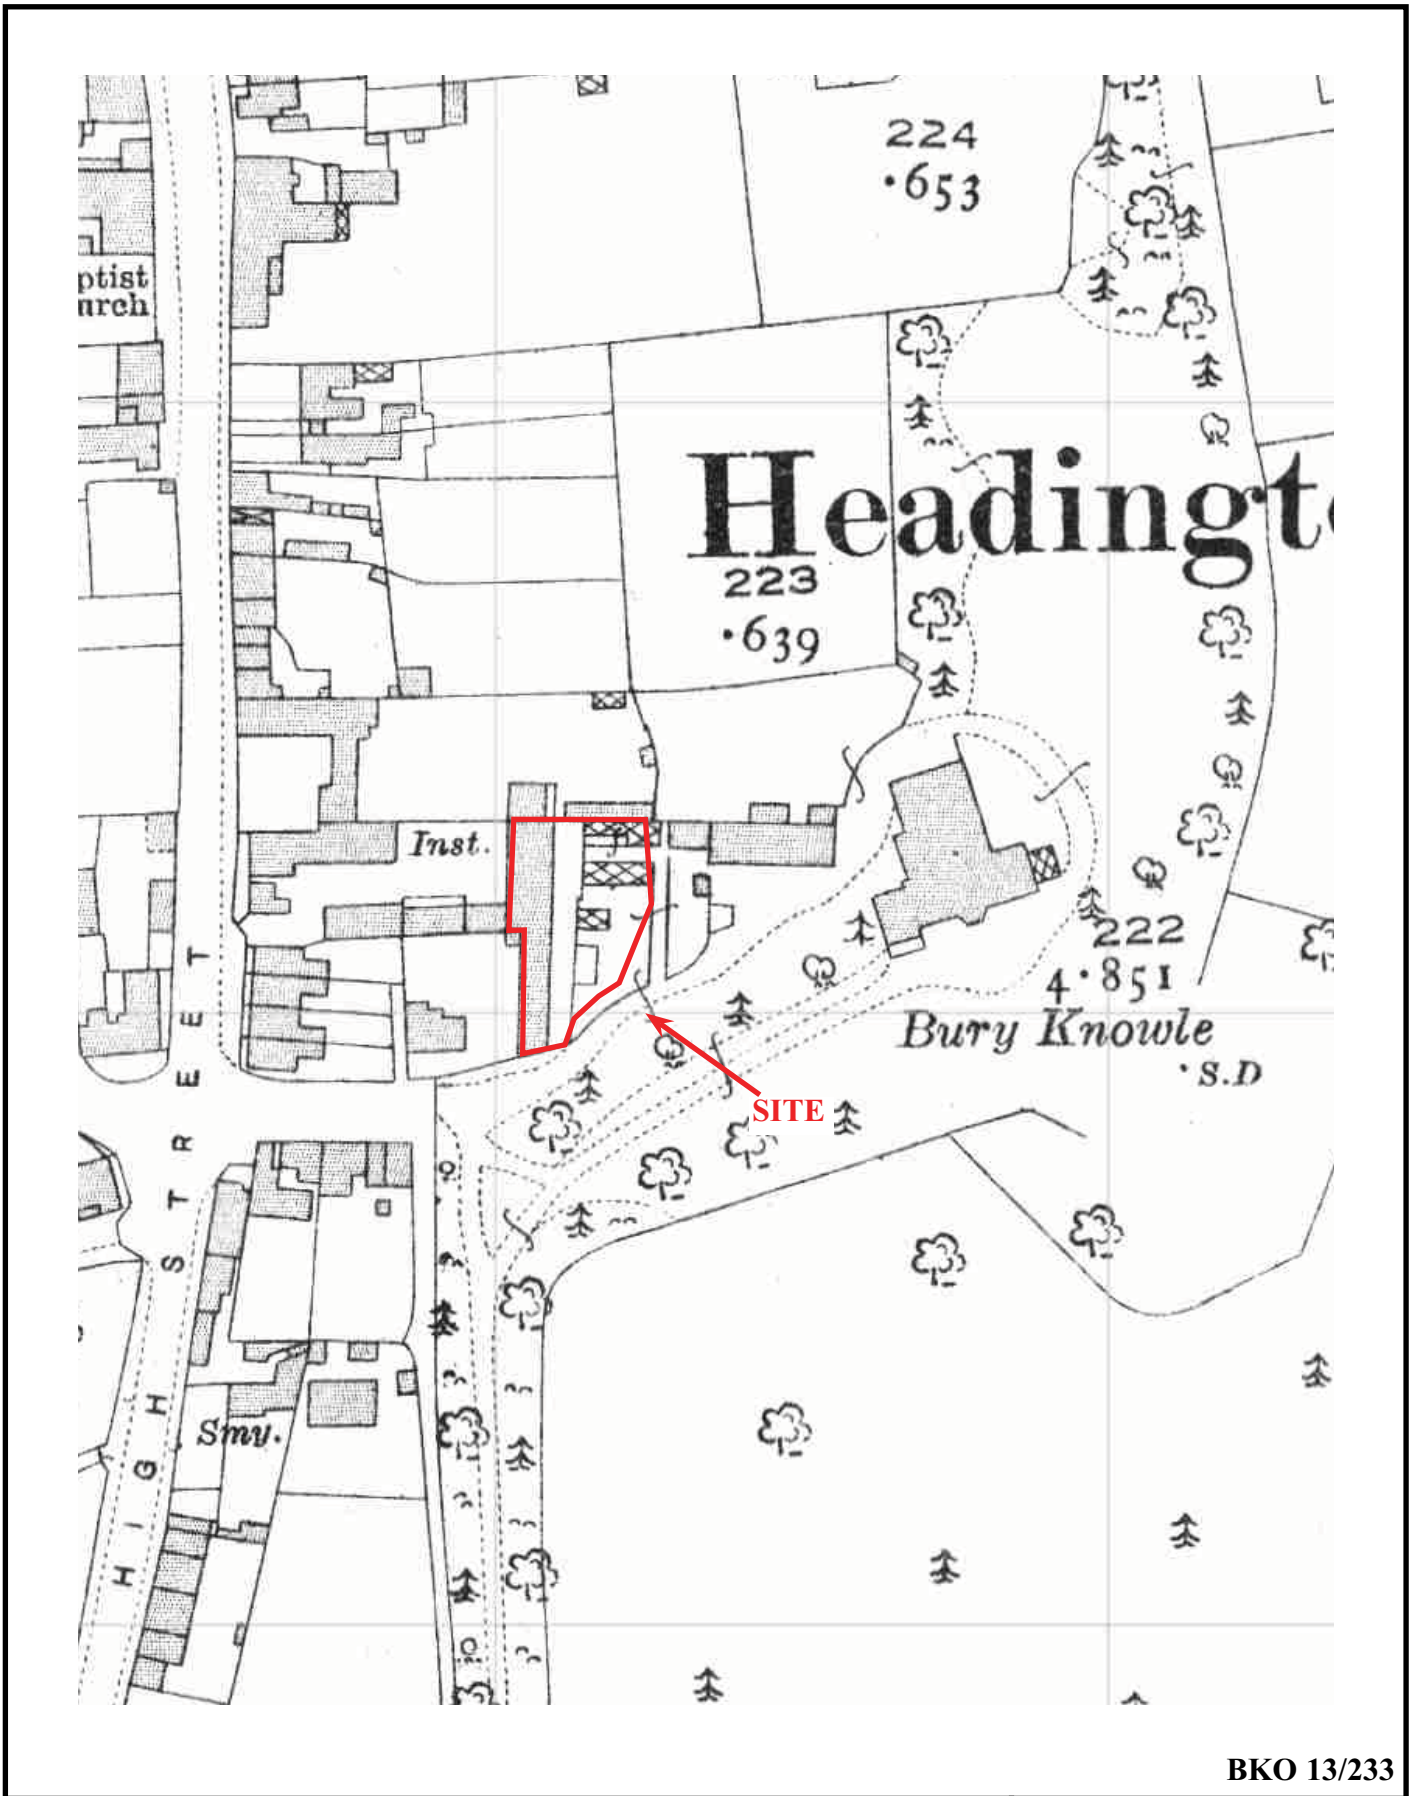 224
·653
ptist
urch
Headingt
223
·639
Inst.
222
4·851
Bury Knowle
·S.D
SITE
HIGH STREET
Smy.
BKO 13/233